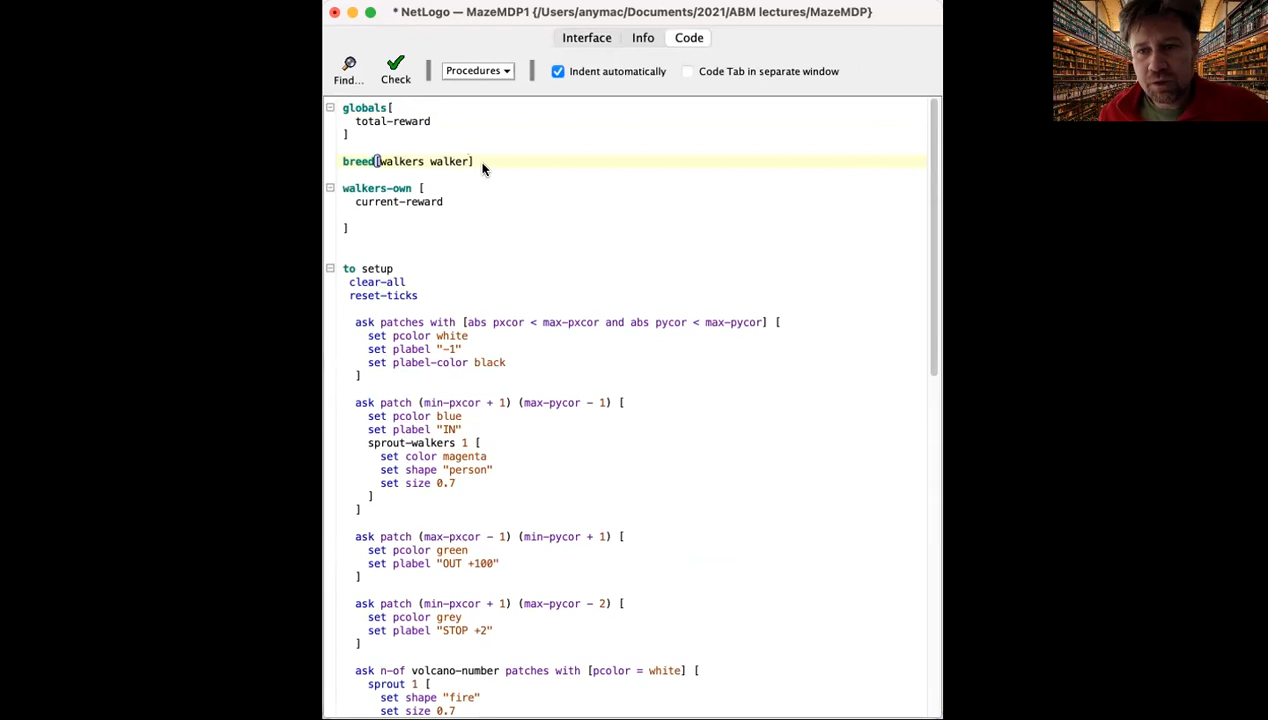 * NetLogo — MazeMDP1 {/Users/anymac/Documents/2021/ABM lectures/MazeMDP}
Interface Info Code
Find... Check Procedures Indent automatically Code Tab in separate window
globals[
total-reward
]
breed[walkers walker]
walkers-own [
current-reward
]
to setup
clear-all
reset-ticks
ask patches with [abs pxcor < max-pxcor and abs pycor < max-pycor] [
set pcolor white
set plabel "-1"
set plabel-color black
]
ask patch (min-pxcor + 1) (max-pycor - 1) [
set pcolor blue
set plabel "IN"
sprout-walkers 1 [
set color magenta
set shape "person"
set size 0.7
]
]
ask patch (max-pxcor - 1) (min-pycor + 1) [
set pcolor green
set plabel "OUT +100"
]
ask patch (min-pxcor + 1) (max-pycor - 2) [
set pcolor grey
set plabel "STOP +2"
]
ask n-of volcano-number patches with [pcolor = white] [
sprout 1 [
set shape "fire"
set size 0.7